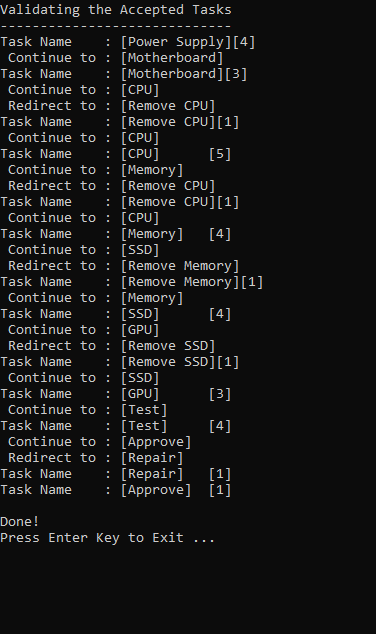 Validating the Accepted Tasks
-----------------------------
Task Name    : [Power Supply][4]
 Continue to : [Motherboard]
Task Name    : [Motherboard][3]
 Continue to : [CPU]
 Redirect to : [Remove CPU]
Task Name    : [Remove CPU][1]
 Continue to : [CPU]
Task Name    : [CPU]      [5]
 Continue to : [Memory]
 Redirect to : [Remove CPU]
Task Name    : [Remove CPU][1]
 Continue to : [CPU]
Task Name    : [Memory]   [4]
 Continue to : [SSD]
 Redirect to : [Remove Memory]
Task Name    : [Remove Memory][1]
 Continue to : [Memory]
Task Name    : [SSD]      [4]
 Continue to : [GPU]
 Redirect to : [Remove SSD]
Task Name    : [Remove SSD][1]
 Continue to : [SSD]
Task Name    : [GPU]      [3]
 Continue to : [Test]
Task Name    : [Test]     [4]
 Continue to : [Approve]
 Redirect to : [Repair]
Task Name    : [Repair]   [1]
Task Name    : [Approve]  [1]

Done!
Press Enter Key to Exit ...